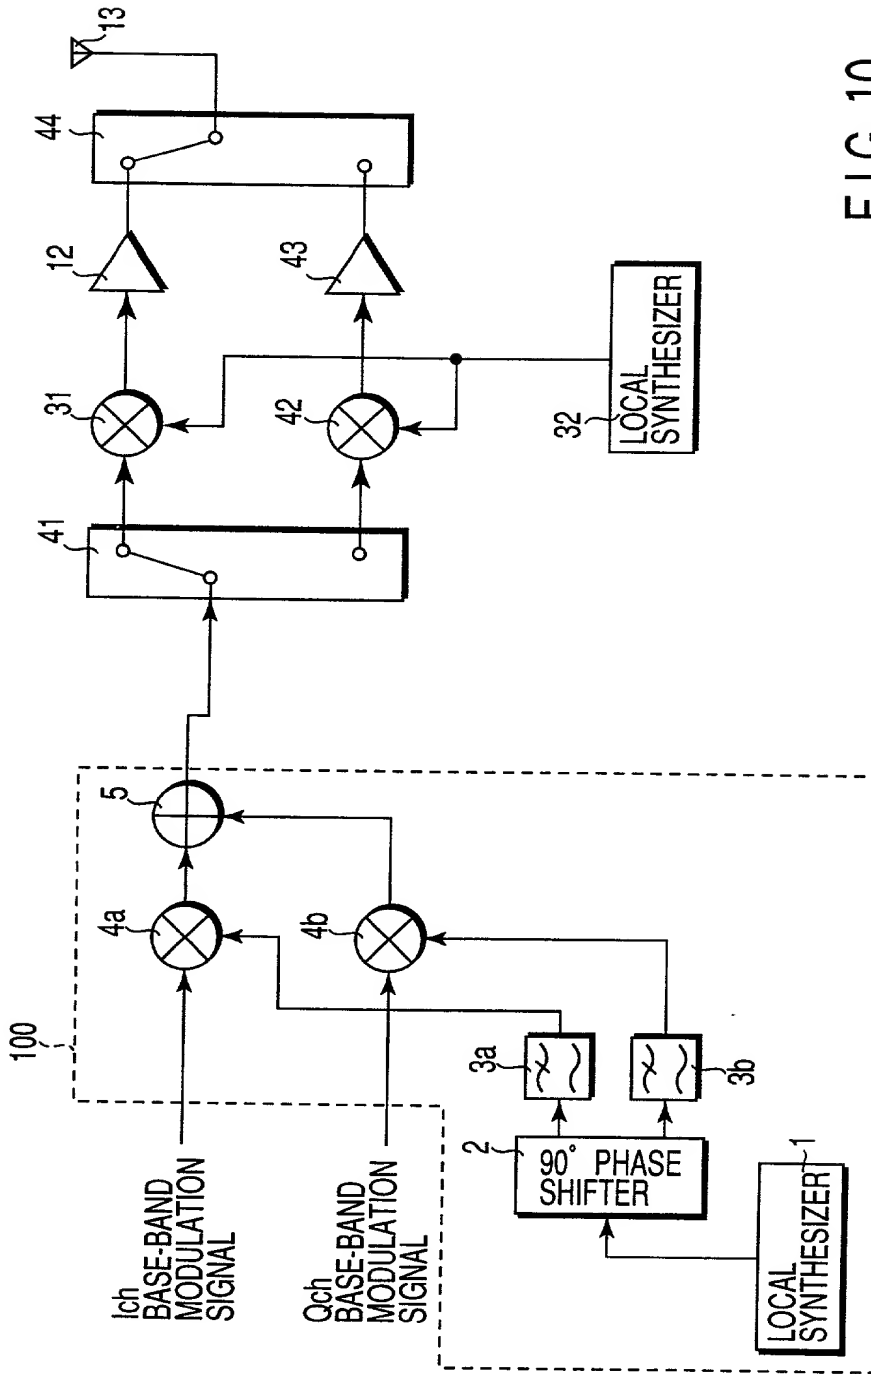 100
Ich
BASE-BAND
MODULATION
SIGNAL
Qch
BASE-BAND
MODULATION
SIGNAL
4a
5
4b
3a
3b
2
90° PHASE
SHIFTER
1
LOCAL
SYNTHESIZER
41
31
42
12
43
44
13
32
LOCAL
SYNTHESIZER
FIG. 10